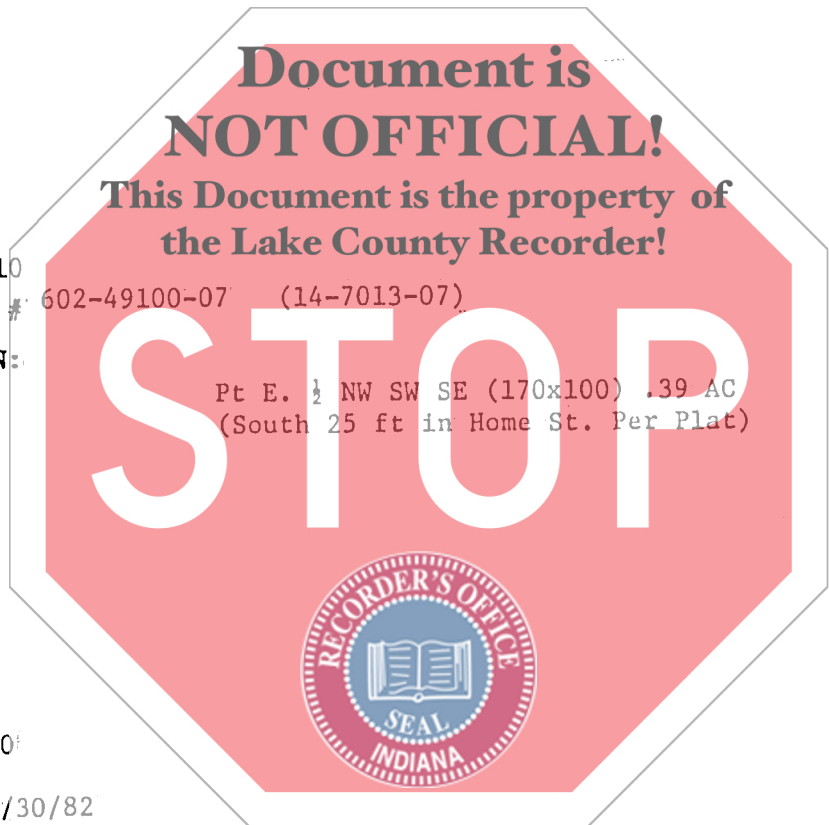 Document is
NOT OFFICIAL!
This Document is the property of
the Lake County Recorder!
10
# 602-49100-07 (14-7013-07)
N:
STOP
Pt E. ½ NW SW SE (170x100) .39 AC
(South 25 ft in Home St. Per Plat)
RECORDER'S OFFICE
SEAL
INDIANA
0
/30/82